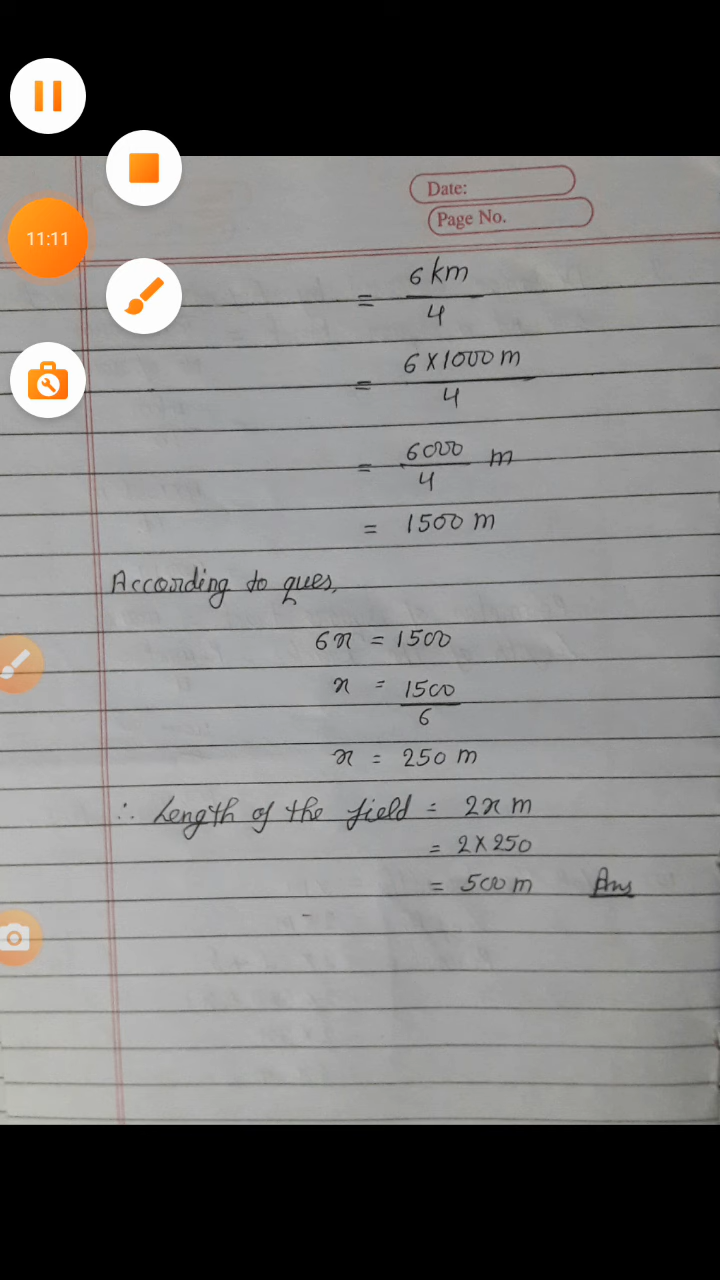 11:11
Date:
Page No.
= 6 km / 4
= 6 X 1000 m / 4
= 6000 / 4 m
= 1500 m
According to ques,
6x = 1500
x = 1500 / 6
x = 250 m
∴ Length of the field = 2x m
= 2 X 250
= 500 m Ans